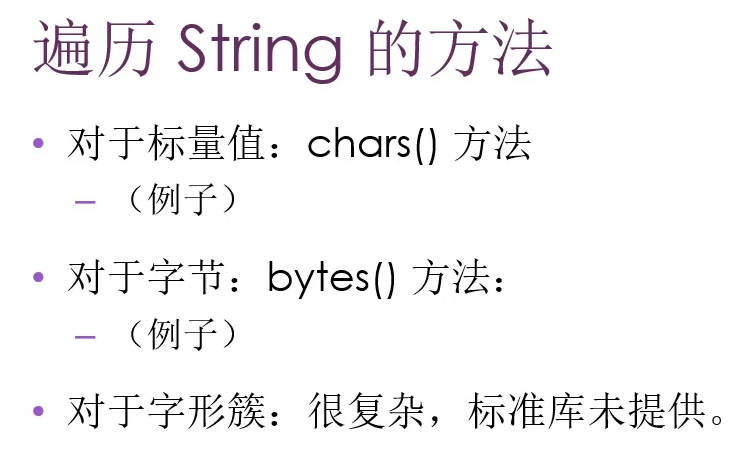 遍历 String 的方法
• 对于标量值：chars() 方法
– （例子）
• 对于字节：bytes() 方法：
– （例子）
• 对于字形簇：很复杂，标准库未提供。